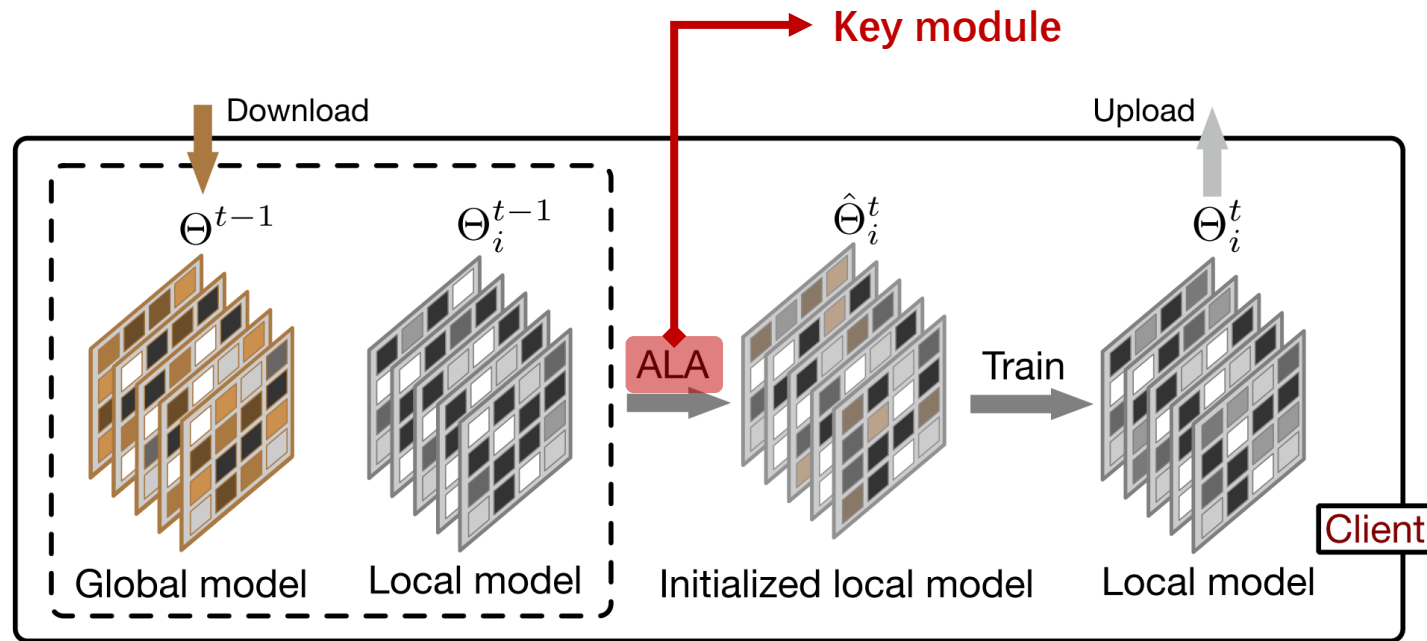 Key module
Download
Upload
Θ^{t−1}
Θ_i^{t−1}
Θ̂_i^t
Θ_i^t
ALA
Train
Client
Global model
Local model
Initialized local model
Local model